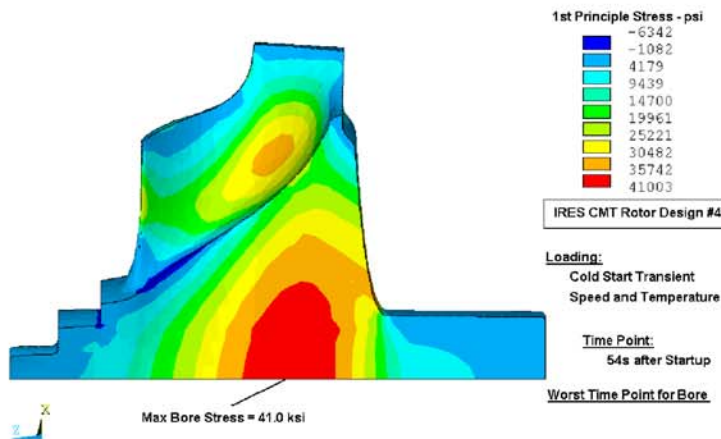 1st Principle Stress - psi
-6342
-1082
4179
9439
14700
19961
25221
30482
35742
41003
IRES CMT Rotor Design #4
Loading:
Cold Start Transient
Speed and Temperature
Time Point:
54s after Startup
Worst Time Point for Bore
Max Bore Stress = 41.0 ksi
X
Z